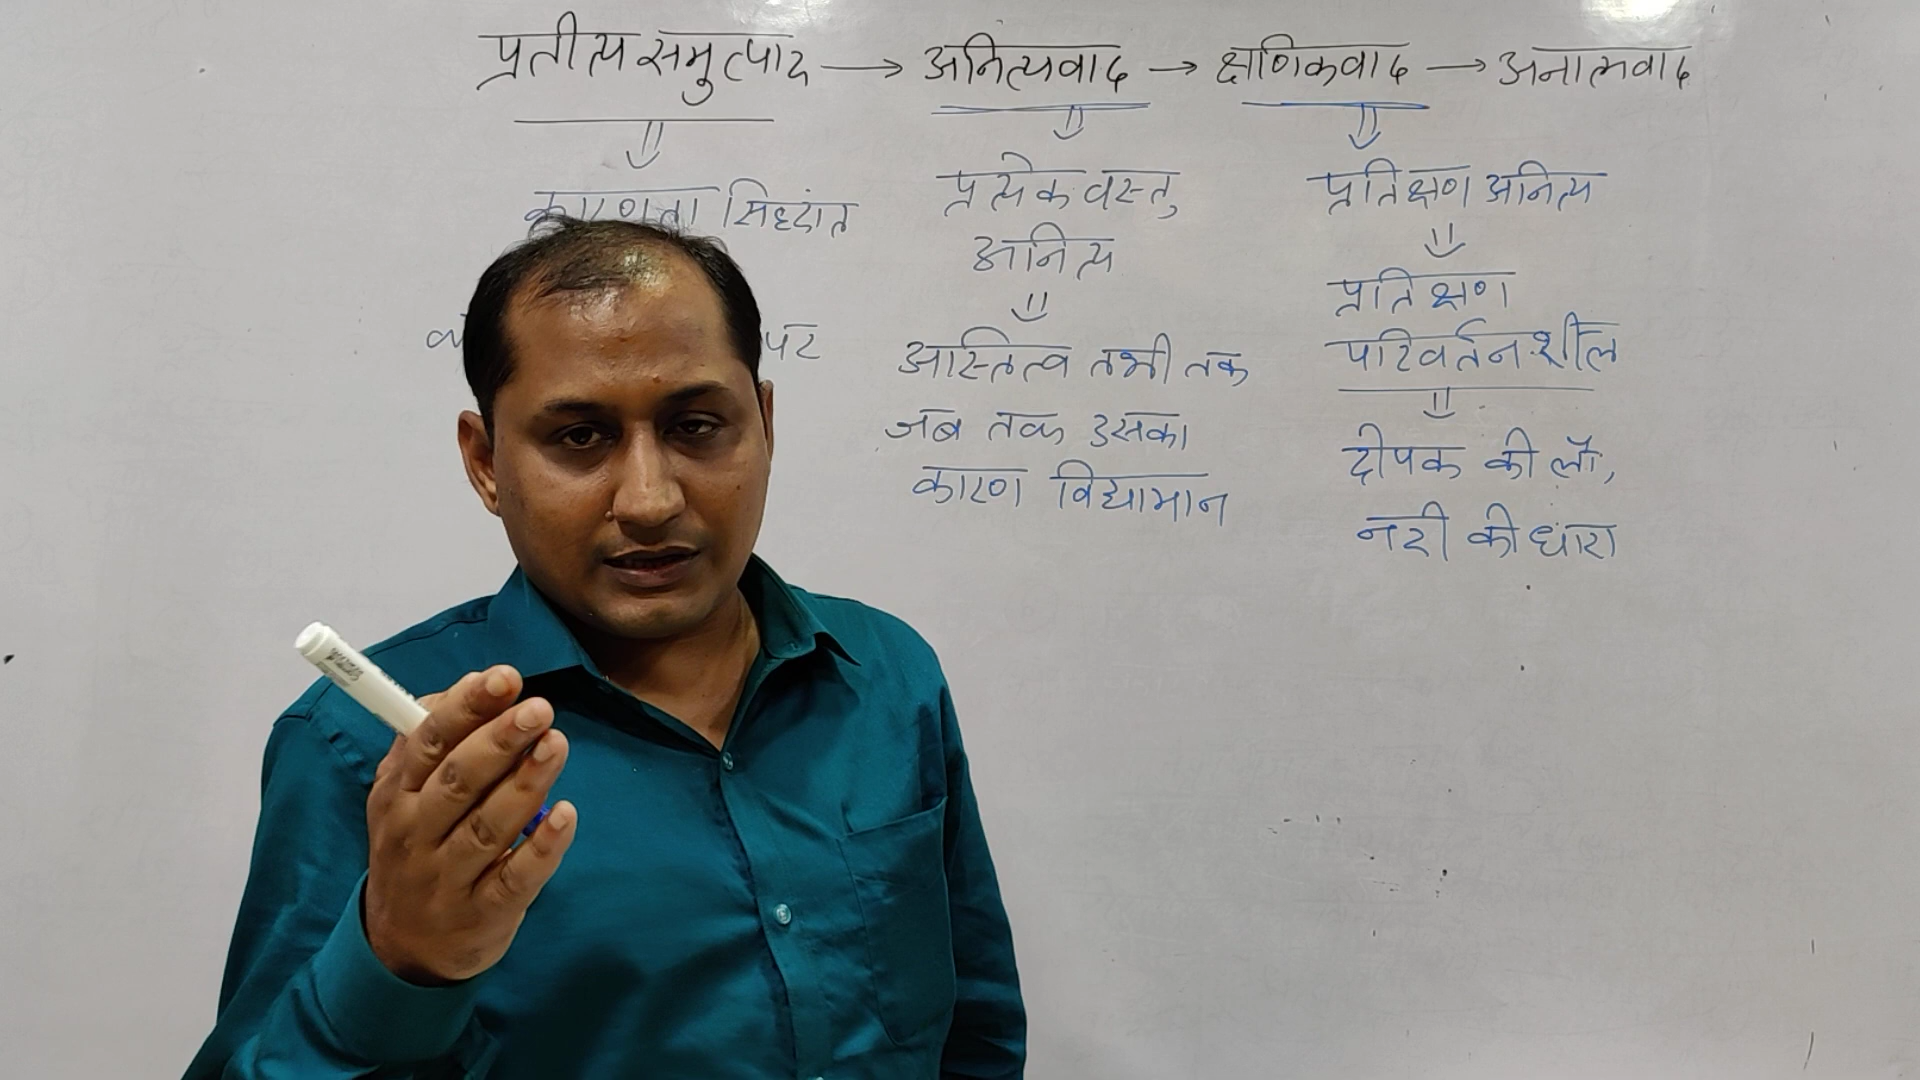 प्रतीत्यसमुत्पाद → अनित्यवाद → क्षणिकवाद → अनात्मवाद
कारणता सिध्दांत
पर
प्रत्येक वस्तु
अनित्य
अस्तित्व तभी तक
जब तक उसका
कारण विद्यामान
प्रतिक्षण अनित्य
प्रतिक्षण
परिवर्तनशील
दीपक की लौ,
नदी की धारा